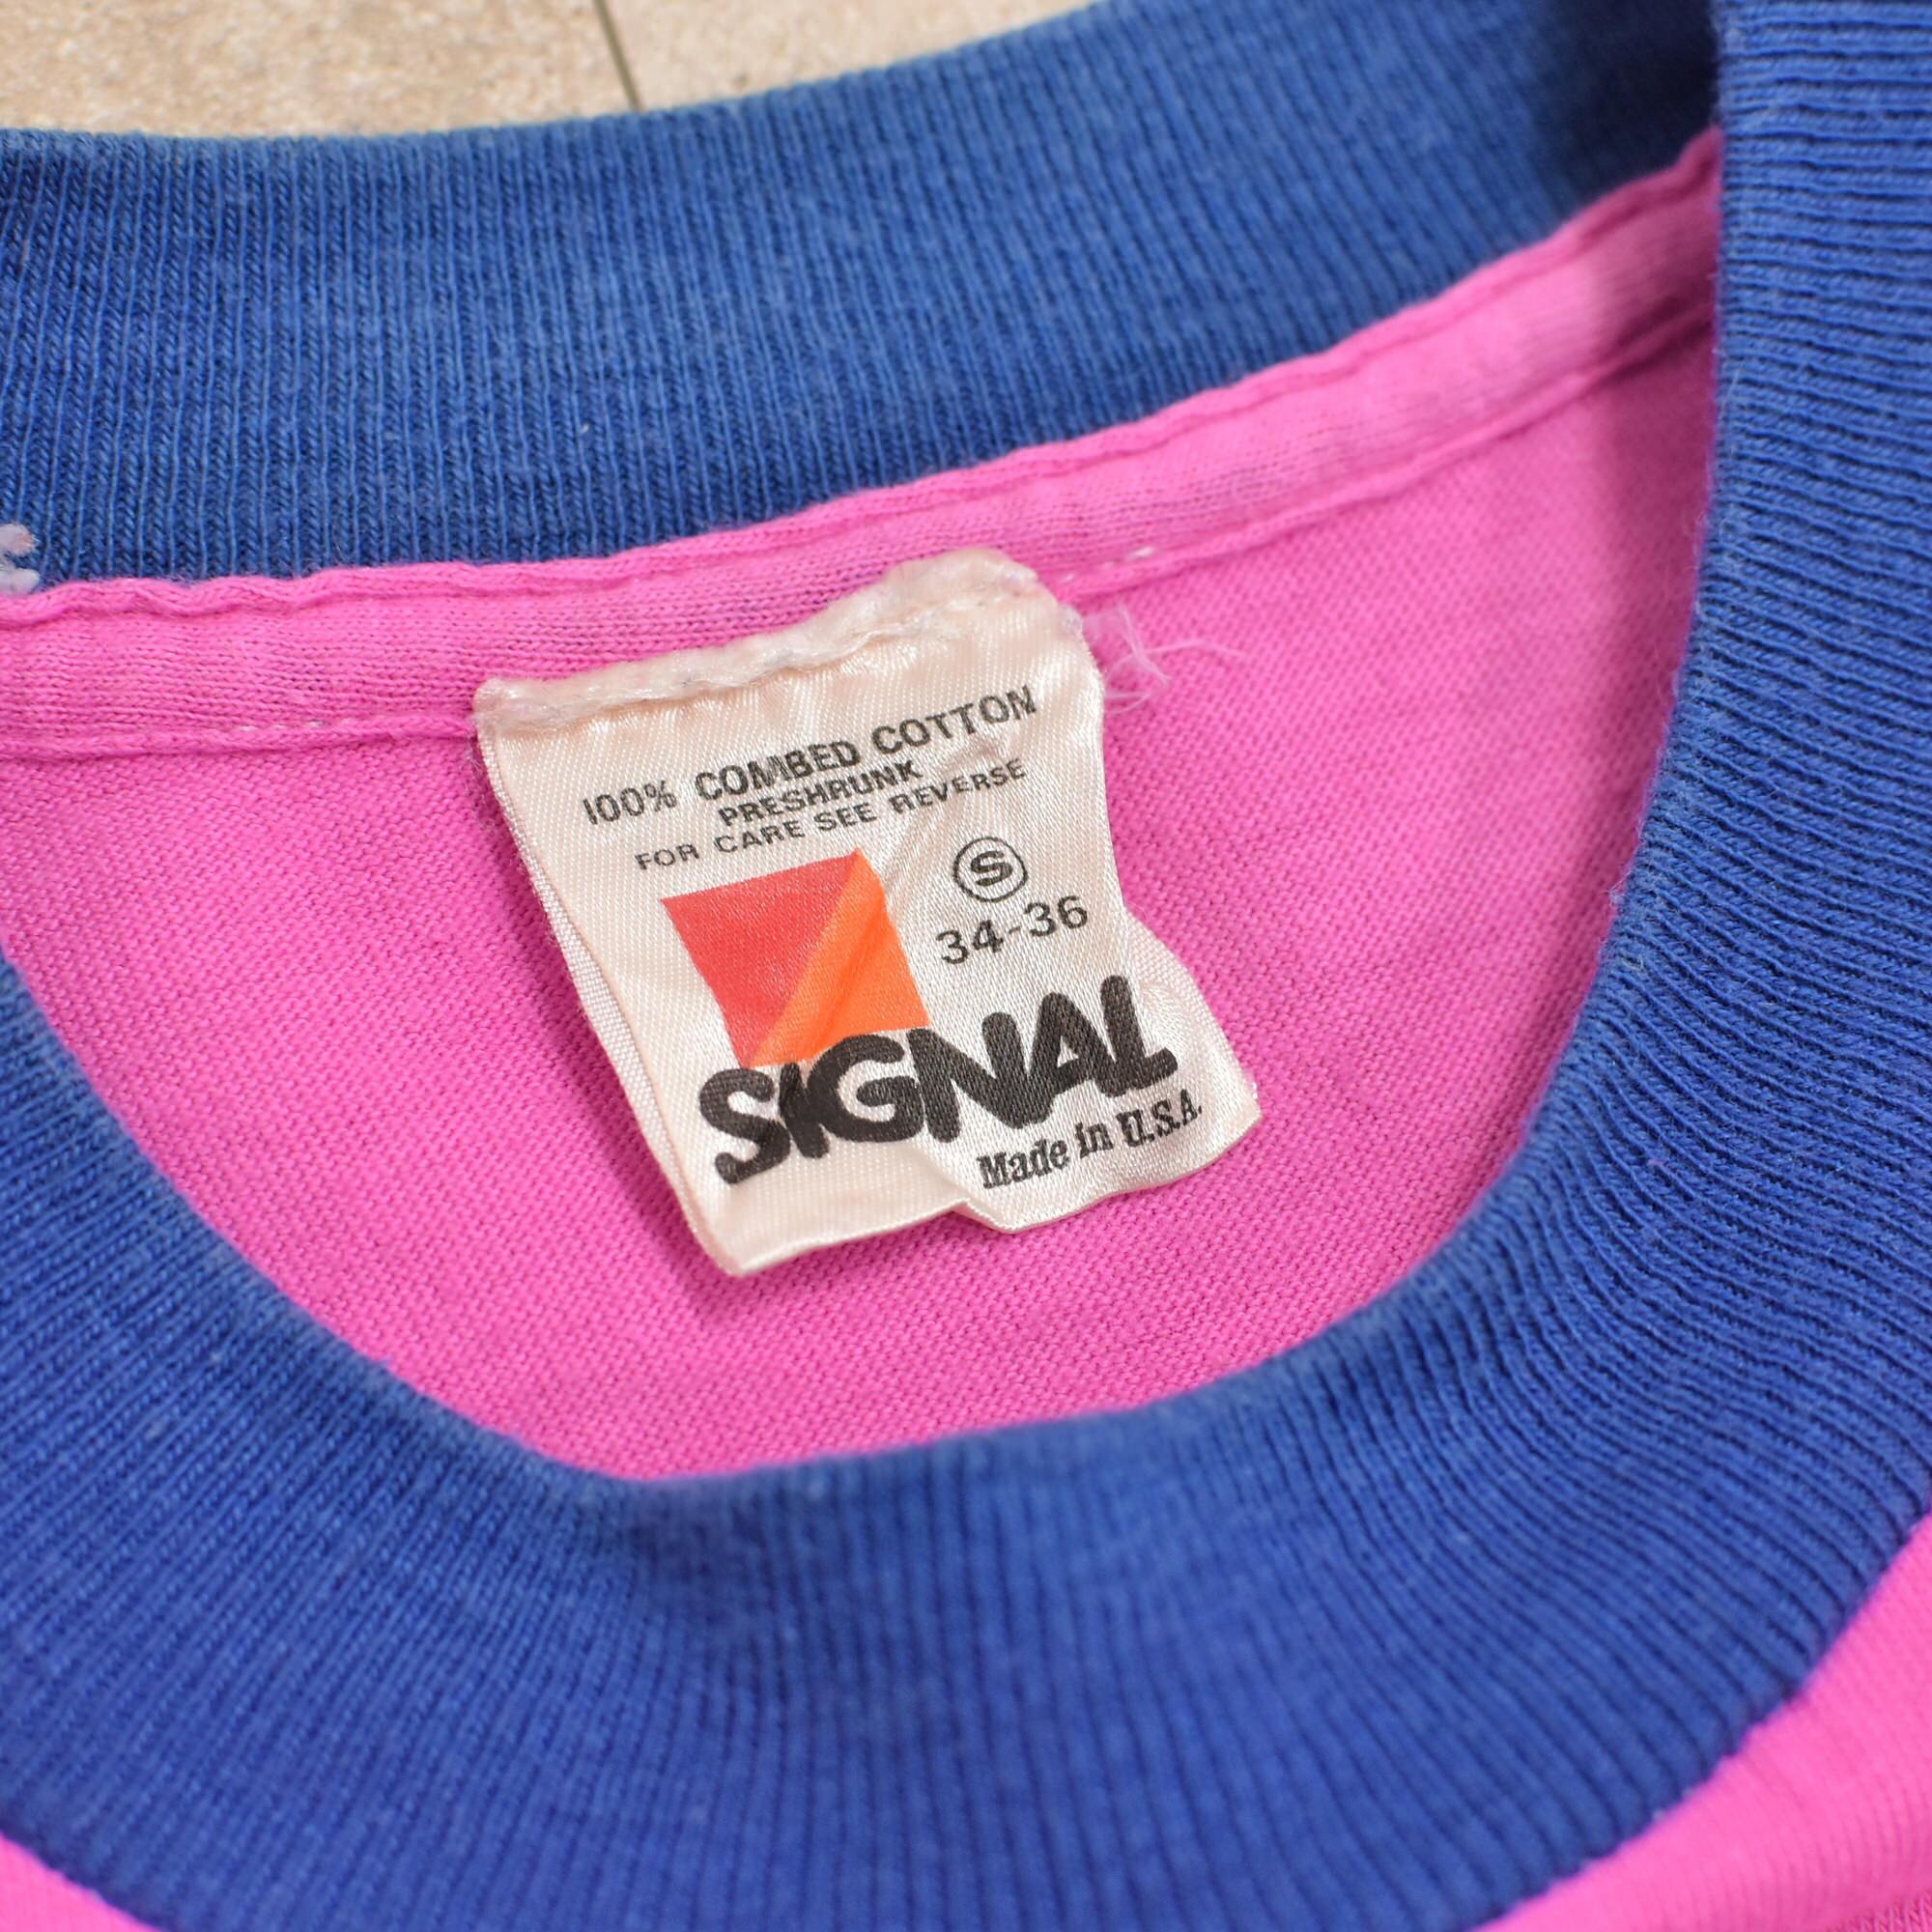 100% COMBED COTTON
PRESHRUNK
FOR CARE SEE REVERSE
S
34-36
SIGNAL
Made in U.S.A.